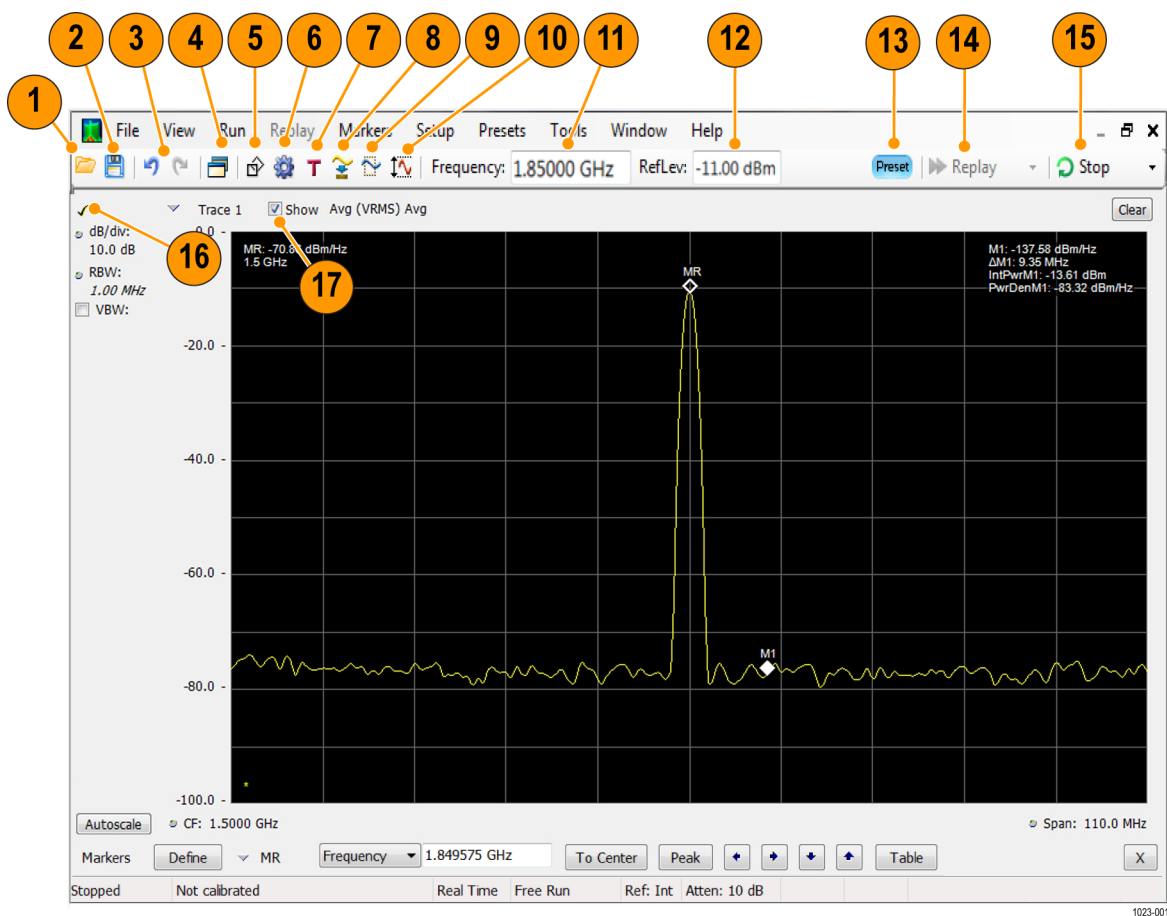 2 3 4 5 6 7 8 9 10 11 12 13 14 15
1
File View Run Replay Markers Setup Presets Tools Window Help
T Frequency: 1.85000 GHz RefLev: -11.00 dBm Preset Replay Stop
Trace 1 Show Avg (VRMS) Avg Clear
16
17
dB/div:
10.0 dB
RBW:
1.00 MHz
VBW:
0.0 -
MR: -70.8 dBm/Hz
1.5 GHz
MR
M1: -137.58 dBm/Hz
ΔM1: 9.35 MHz
IntPwrM1: -13.61 dBm
PwrDenM1: -83.32 dBm/Hz
-20.0 -
-40.0 -
-60.0 -
M1
-80.0 -
*
-100.0 -
Autoscale CF: 1.5000 GHz Span: 110.0 MHz
Markers Define MR Frequency 1.849575 GHz To Center Peak Table X
Stopped Not calibrated Real Time Free Run Ref: Int Atten: 10 dB
1023-001